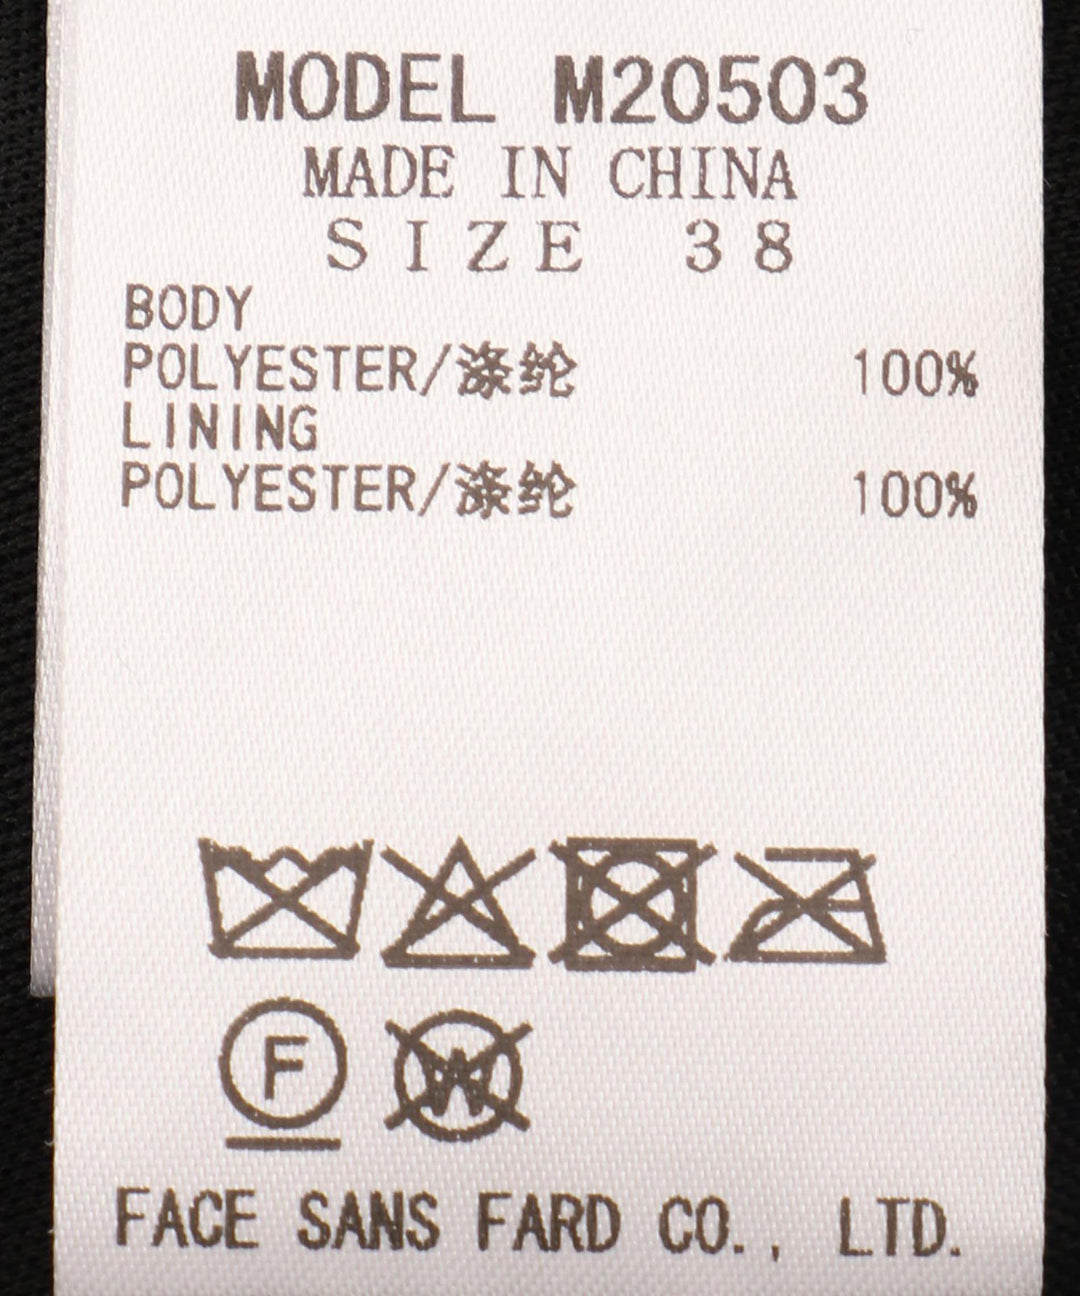 MODEL M20503
MADE IN CHINA
SIZE 38
BODY
POLYESTER/涤纶 100%
LINING
POLYESTER/涤纶 100%
F W
FACE SANS FARD CO., LTD.